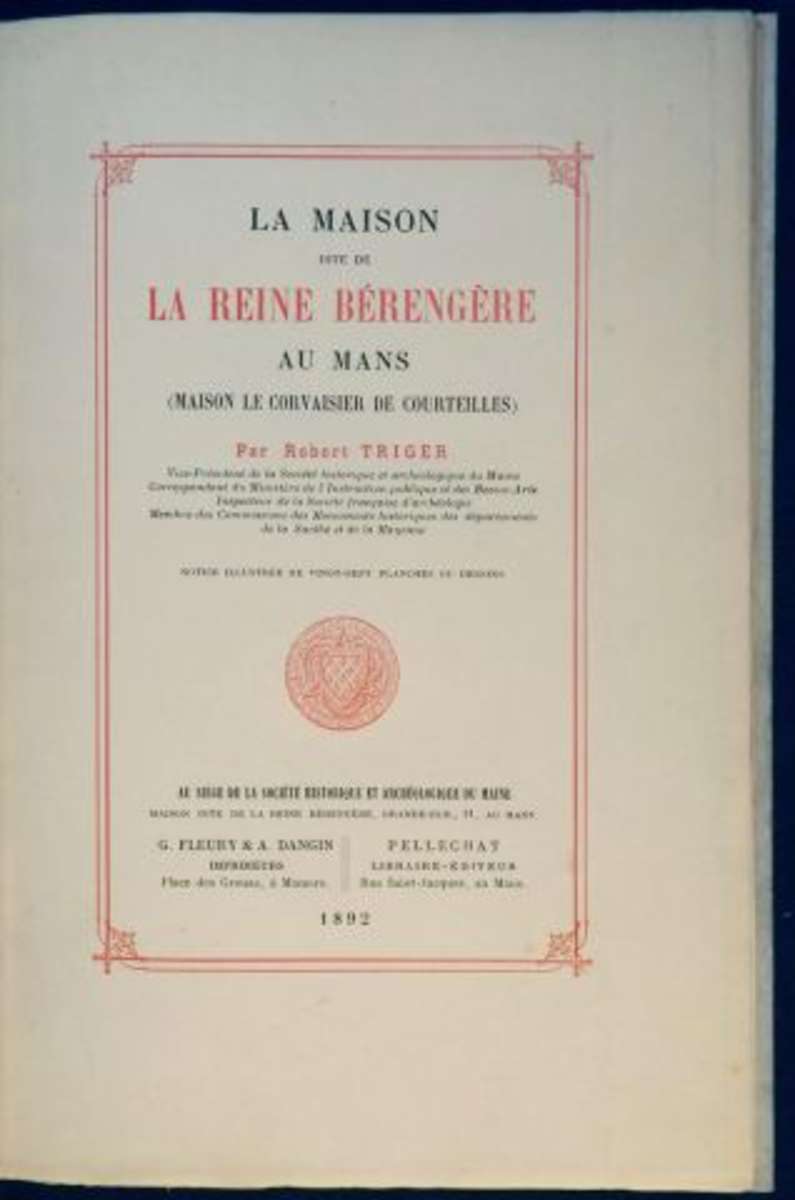 LA MAISON
DITE DE
LA REINE BÉRENGÈRE
AU MANS
(MAISON LE CORVAISIER DE COURTEILLES)
Par Robert TRIGER
Vice-Président de la Société historique et archéologique du Maine
Correspondant du Ministère de l'Instruction publique et des Beaux-Arts
Inspecteur de la Société française d'archéologie
Membre des Commissions des Monuments historiques des départements
de la Sarthe et de la Mayenne
NOTICE ILLUSTRÉE DE VINGT-SEPT PLANCHES OU DESSINS
AU SIÈGE DE LA SOCIÉTÉ HISTORIQUE ET ARCHÉOLOGIQUE DU MAINE
MAISON DITE DE LA REINE BÉRENGÈRE, GRANDE-RUE, 11, AU MANS
G. FLEURY & A. DANGIN
IMPRIMEURS
Place des Grouas, à Mamers.
PELLECHAT
LIBRAIRE-ÉDITEUR
Rue Saint-Jacques, au Mans.
1892